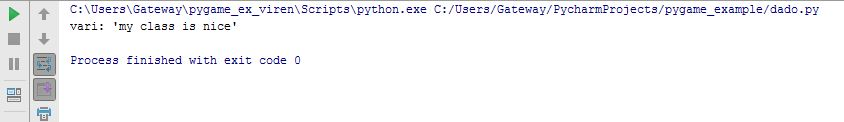 C:\Users\Gateway\pygame_ex_viren\Scripts\python.exe C:/Users/Gateway/PycharmProjects/pygame_example/dado.py
vari: 'my class is nice'
Process finished with exit code 0